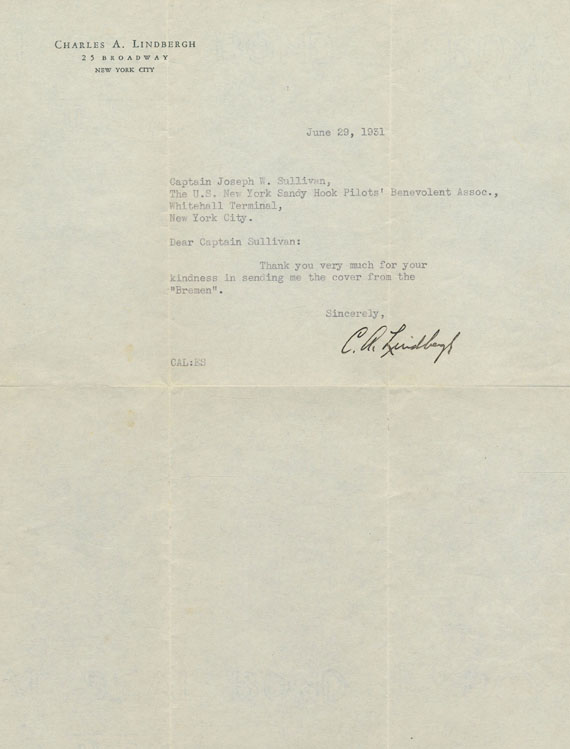 Charles A. Lindbergh
25 Broadway
New York City
June 29, 1931
Captain Joseph W. Sullivan,
The U.S. New York Sandy Hook Pilots' Benevolent Assoc.,
Whitehall Terminal,
New York City.
Dear Captain Sullivan:
Thank you very much for your
kindness in sending me the cover from the
"Bremen".
Sincerely,
C. A. Lindbergh
CAL:ES